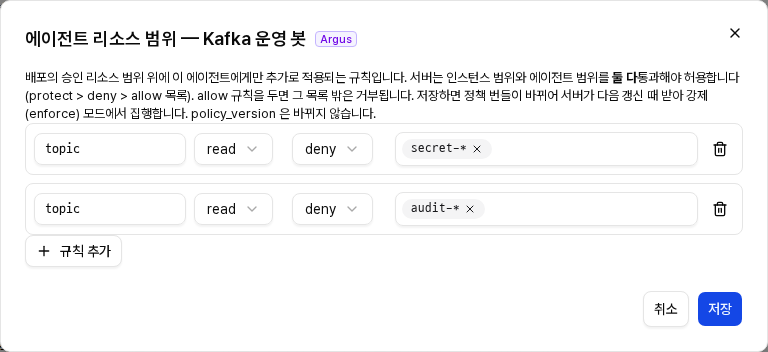 에이전트 리소스 범위 — Kafka 운영 봇 Argus
배포의 승인 리소스 범위 위에 이 에이전트에게만 추가로 적용되는 규칙입니다. 서버는 인스턴스 범위와 에이전트 범위를 둘 다통과해야 허용합니다
(protect > deny > allow 목록). allow 규칙을 두면 그 목록 밖은 거부됩니다. 저장하면 정책 번들이 바뀌어 서버가 다음 갱신 때 받아 강제
(enforce) 모드에서 집행합니다. policy_version 은 바뀌지 않습니다.
topic read deny secret-*
topic read deny audit-*
규칙 추가
취소 저장